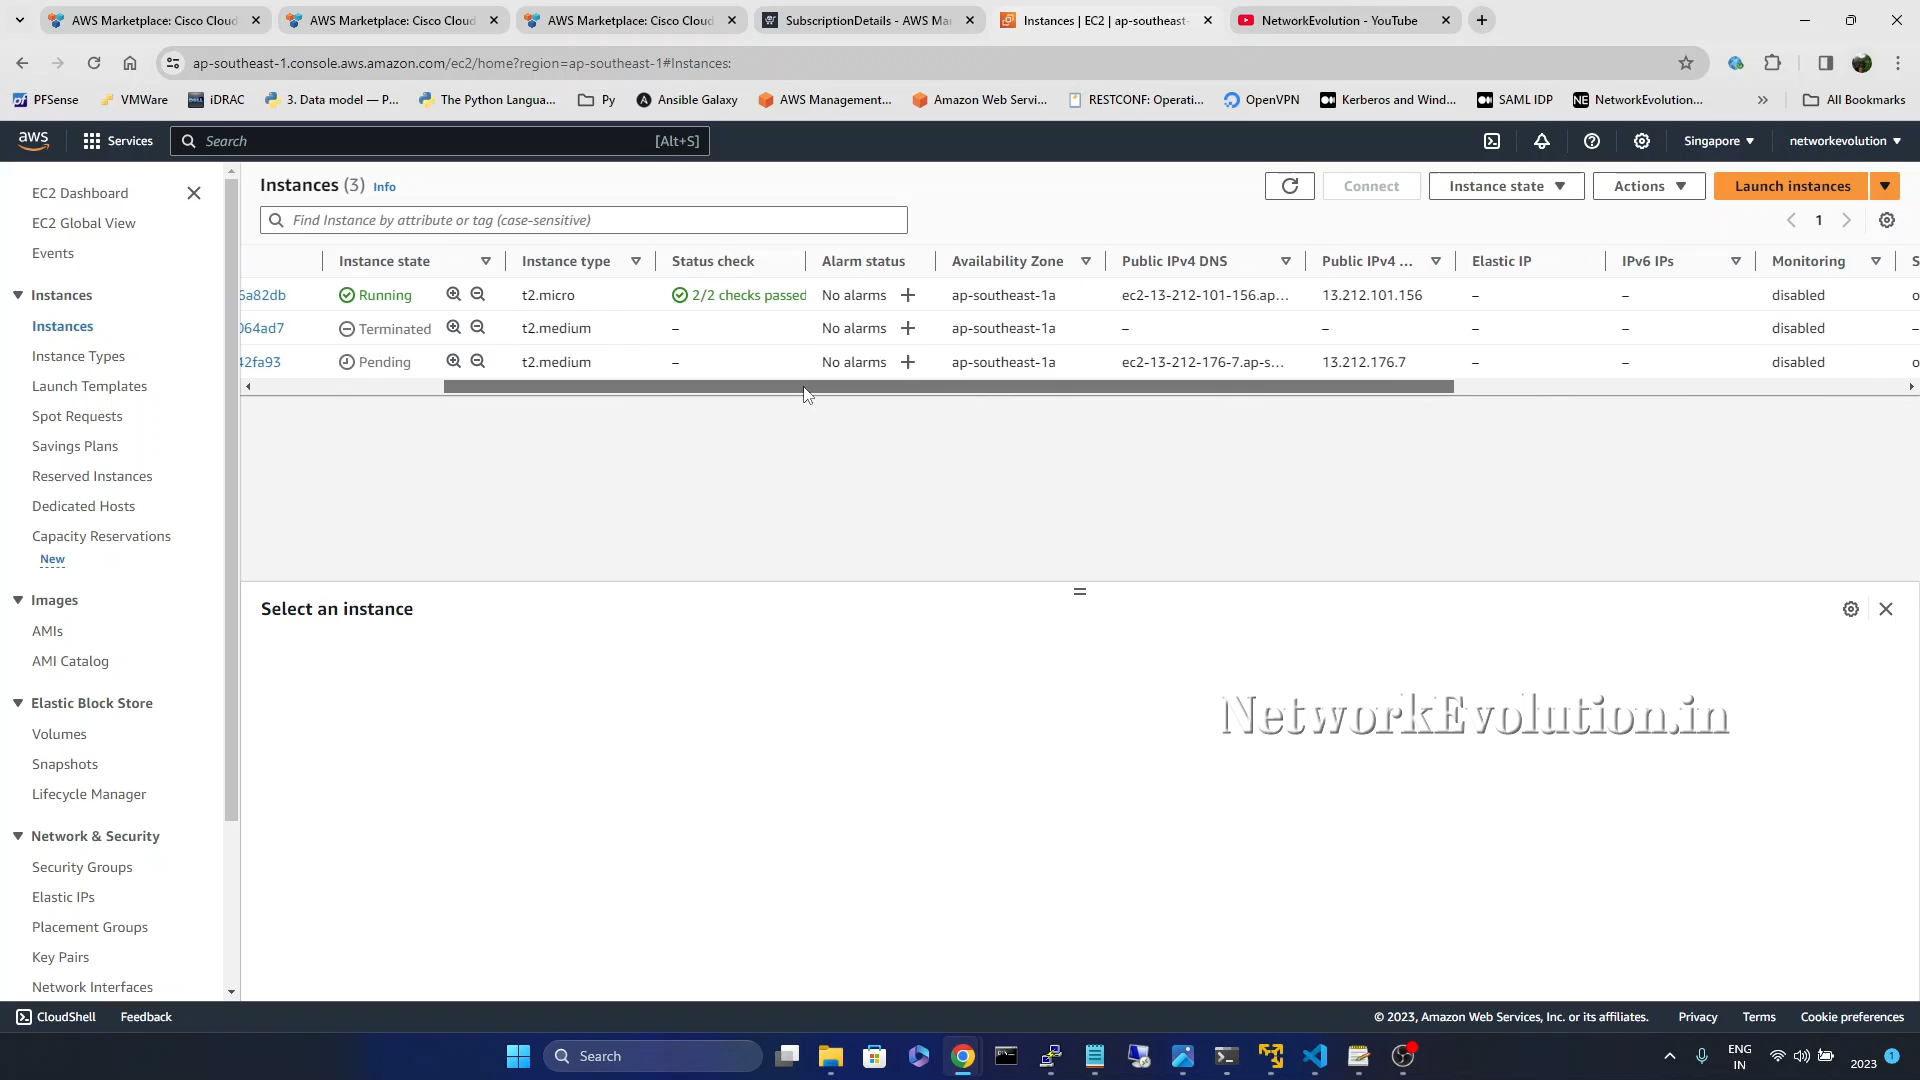 AWS Marketplace: Cisco Cloud
AWS Marketplace: Cisco Cloud
AWS Marketplace: Cisco Cloud
SubscriptionDetails - AWS Ma
Instances | EC2 | ap-southeast-
NetworkEvolution - YouTube
ap-southeast-1.console.aws.amazon.com/ec2/home?region=ap-southeast-1#Instances:
PFSense
VMWare
iDRAC
3. Data model — P...
The Python Langua...
Py
Ansible Galaxy
AWS Management...
Amazon Web Servi...
RESTCONF: Operati...
OpenVPN
Kerberos and Wind...
SAML IDP
NetworkEvolution...
All Bookmarks
aws
Services
Search
[Alt+S]
Singapore
networkevolution
EC2 Dashboard
EC2 Global View
Events
Instances
Instances
Instance Types
Launch Templates
Spot Requests
Savings Plans
Reserved Instances
Dedicated Hosts
Capacity Reservations
New
Images
AMIs
AMI Catalog
Elastic Block Store
Volumes
Snapshots
Lifecycle Manager
Network & Security
Security Groups
Elastic IPs
Placement Groups
Key Pairs
Network Interfaces
Instances (3) Info
Connect
Instance state
Actions
Launch instances
Find Instance by attribute or tag (case-sensitive)
1
Instance state Instance type Status check Alarm status Availability Zone Public IPv4 DNS Public IPv4 ... Elastic IP IPv6 IPs Monitoring S
6a82db Running t2.micro 2/2 checks passed No alarms + ap-southeast-1a ec2-13-212-101-156.ap... 13.212.101.156 – – disabled
064ad7 Terminated t2.medium – No alarms + ap-southeast-1a – – – – disabled –
42fa93 Pending t2.medium – No alarms + ap-southeast-1a ec2-13-212-176-7.ap-s... 13.212.176.7 – – disabled
Select an instance
NetworkEvolution.in
CloudShell
Feedback
© 2023, Amazon Web Services, Inc. or its affiliates.
Privacy
Terms
Cookie preferences
Search
ENG
IN
2023
1